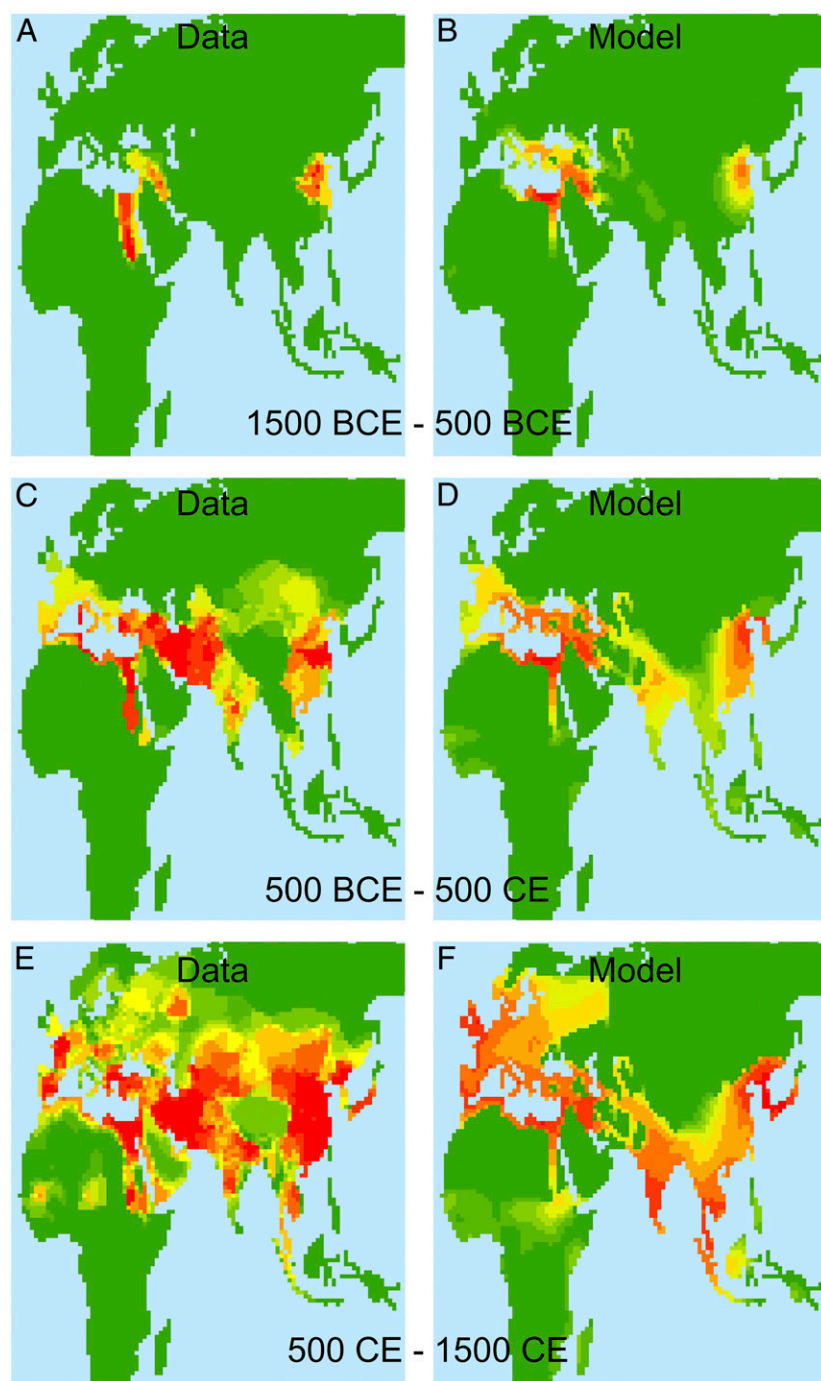 A
Data
B
Model
1500 BCE - 500 BCE
C
Data
D
Model
500 BCE - 500 CE
E
Data
F
Model
500 CE - 1500 CE